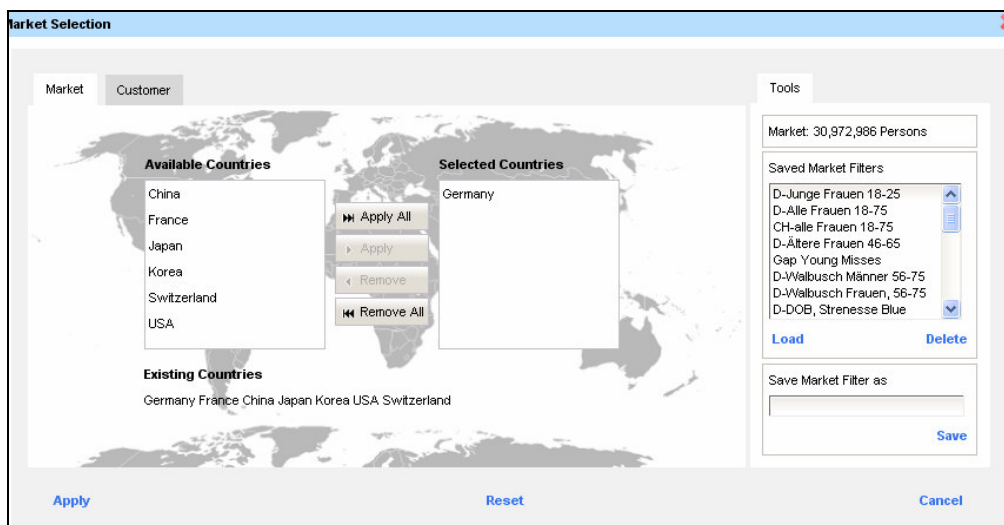 Market Selection
Market
Customer
Tools
Market: 30,972,986 Persons
Available Countries
Selected Countries
Saved Market Filters
China
France
Japan
Korea
Switzerland
USA
Apply All
Apply
Remove
Remove All
Germany
D-Junge Frauen 18-25
D-Alle Frauen 18-75
CH-alle Frauen 18-75
D-Ältere Frauen 46-65
Gap Young Misses
D-Walbusch Männer 56-75
D-Walbusch Frauen, 56-75
D-DOB, Strenesse Blue
Load
Delete
Existing Countries
Germany France China Japan Korea USA Switzerland
Save Market Filter as
Save
Apply
Reset
Cancel